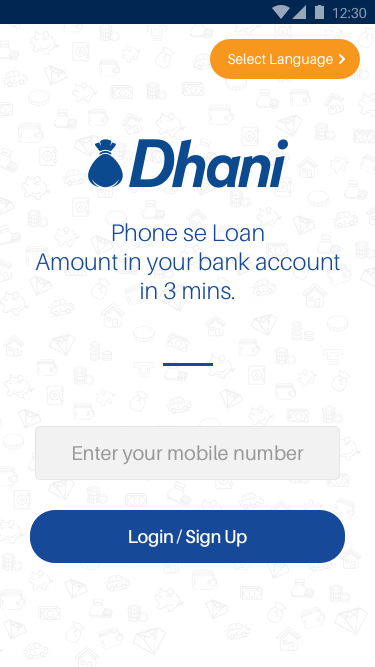 12:30
Select Language
Dhani
Phone se Loan
Amount in your bank account
in 3 mins.
Enter your mobile number
Login / Sign Up